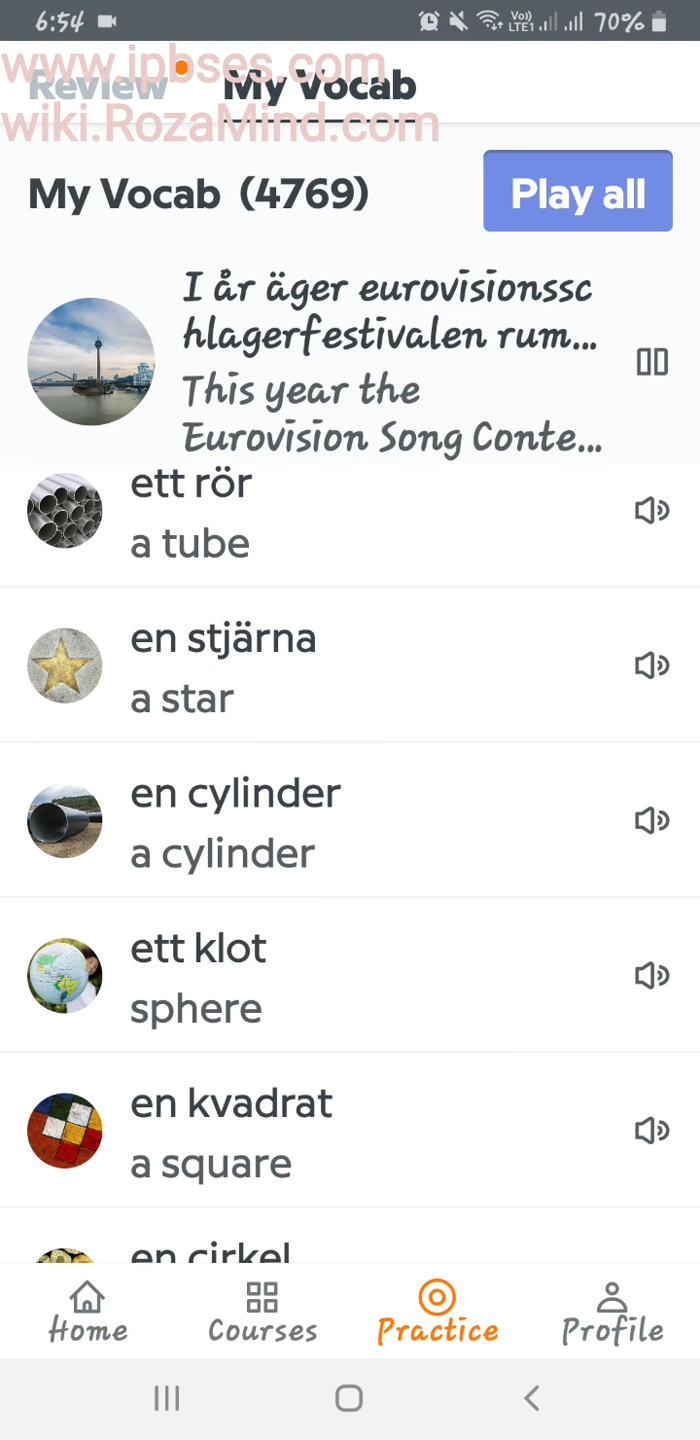 6:54
Vo)) LTE1 70%
www.ipbses.com
Review My Vocab
wiki.RozaMind.com
My Vocab (4769)
Play all
I år äger eurovisionssc
hlagerfestivalen rum...
This year the
Eurovision Song Conte...
ett rör
a tube
en stjärna
a star
en cylinder
a cylinder
ett klot
sphere
en kvadrat
a square
en cirkel
Home Courses Practice Profile